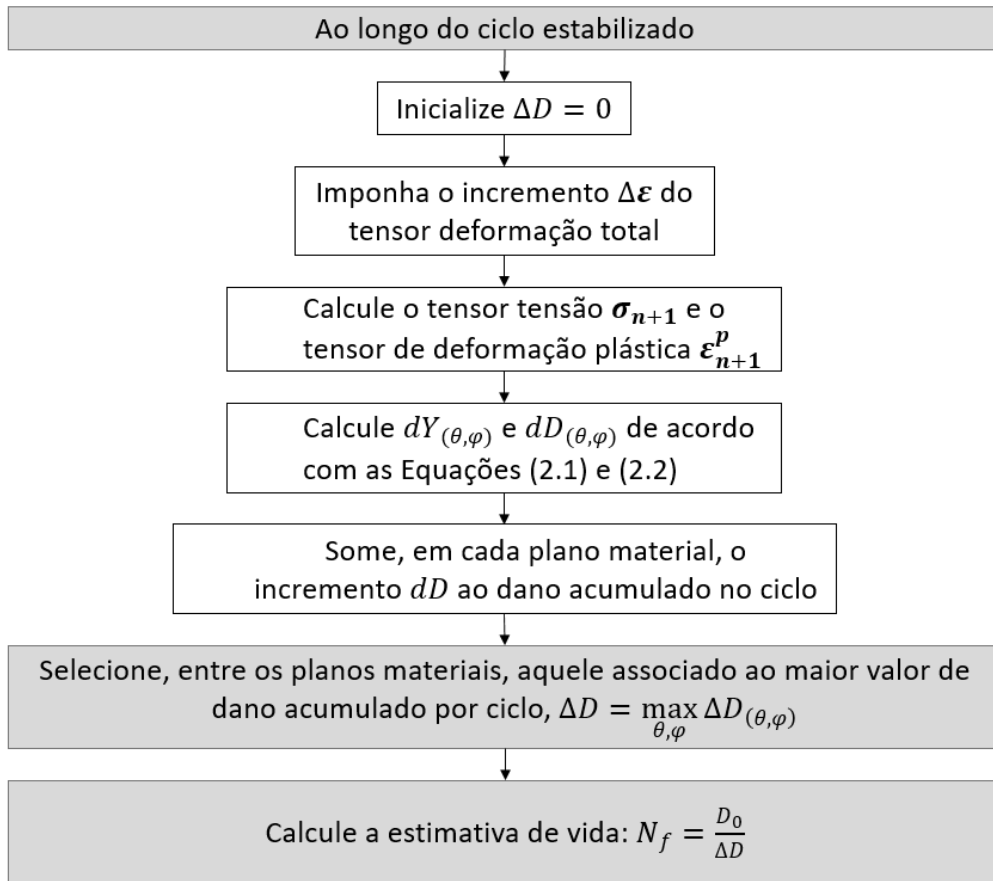 Ao longo do ciclo estabilizado
Inicialize ΔD = 0
Imponha o incremento Δε do
tensor deformação total
Calcule o tensor tensão σₙ₊₁ e o
tensor de deformação plástica εᵖₙ₊₁
Calcule dY₍θ,φ₎ e dD₍θ,φ₎ de acordo
com as Equações (2.1) e (2.2)
Some, em cada plano material, o
incremento dD ao dano acumulado no ciclo
Selecione, entre os planos materiais, aquele associado ao maior valor de
dano acumulado por ciclo, ΔD = max θ,φ ΔD₍θ,φ₎
Calcule a estimativa de vida: N_f = D₀/ΔD